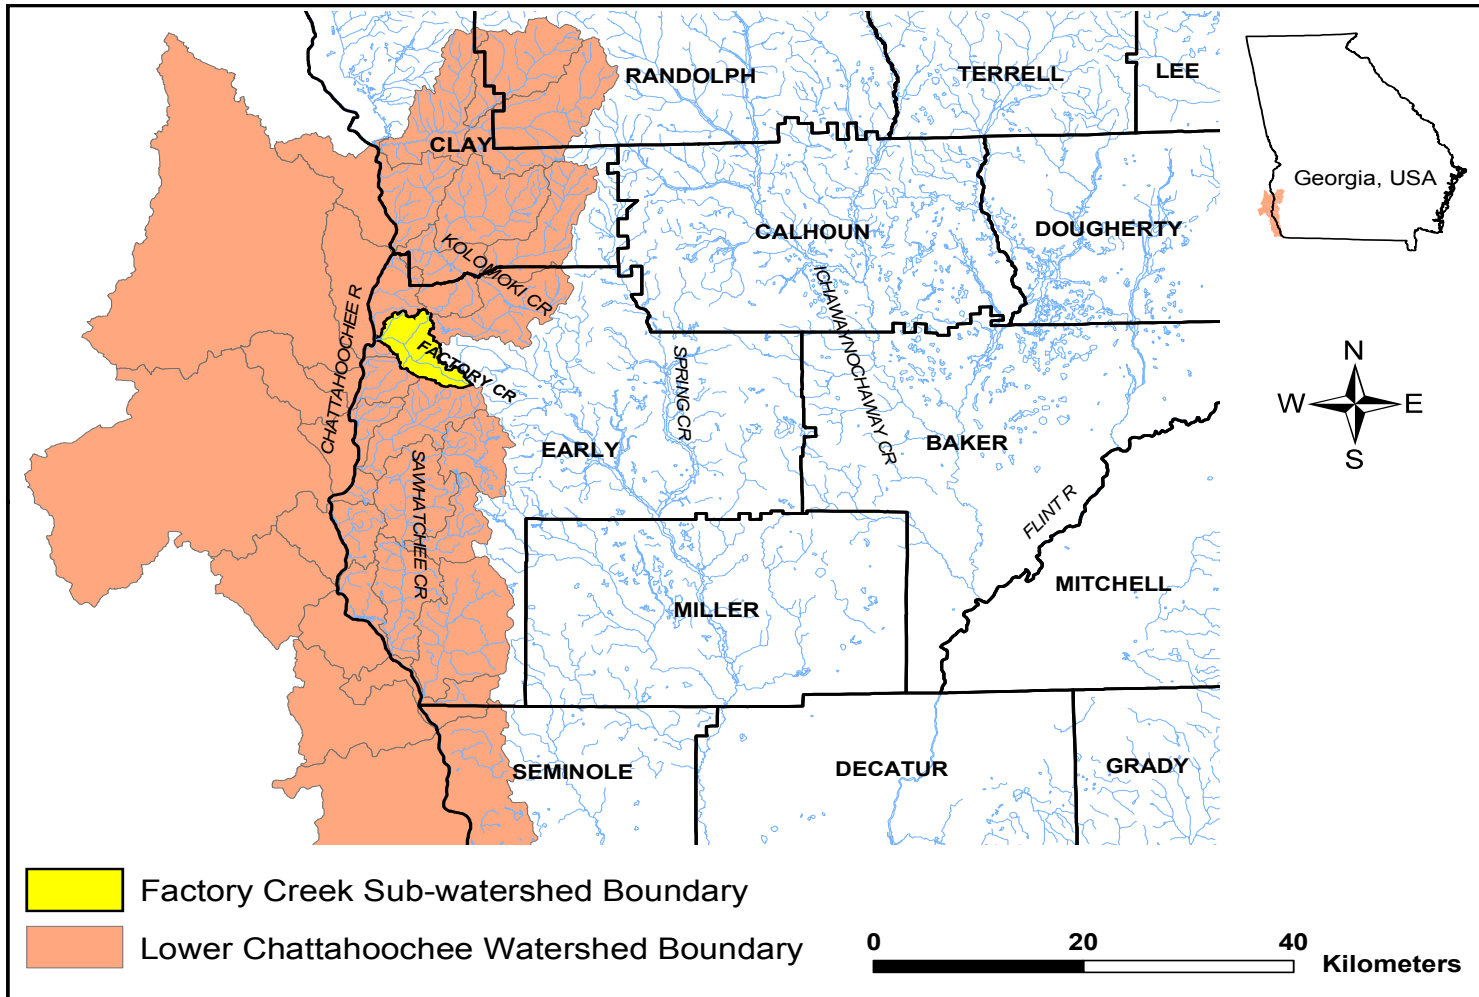 RANDOLPH
TERRELL
LEE
CLAY
Georgia, USA
CALHOUN
DOUGHERTY
KOLOMOKI CR
ICHAWAYNOCHAWAY CR
CHATTAHOOCHEE R
FACTORY CR
SPRING CR
N
W
E
S
EARLY
BAKER
SAWHATCHEE CR
FLINT R
MITCHELL
MILLER
SEMINOLE
DECATUR
GRADY
Factory Creek Sub-watershed Boundary
Lower Chattahoochee Watershed Boundary
0 20 40
Kilometers